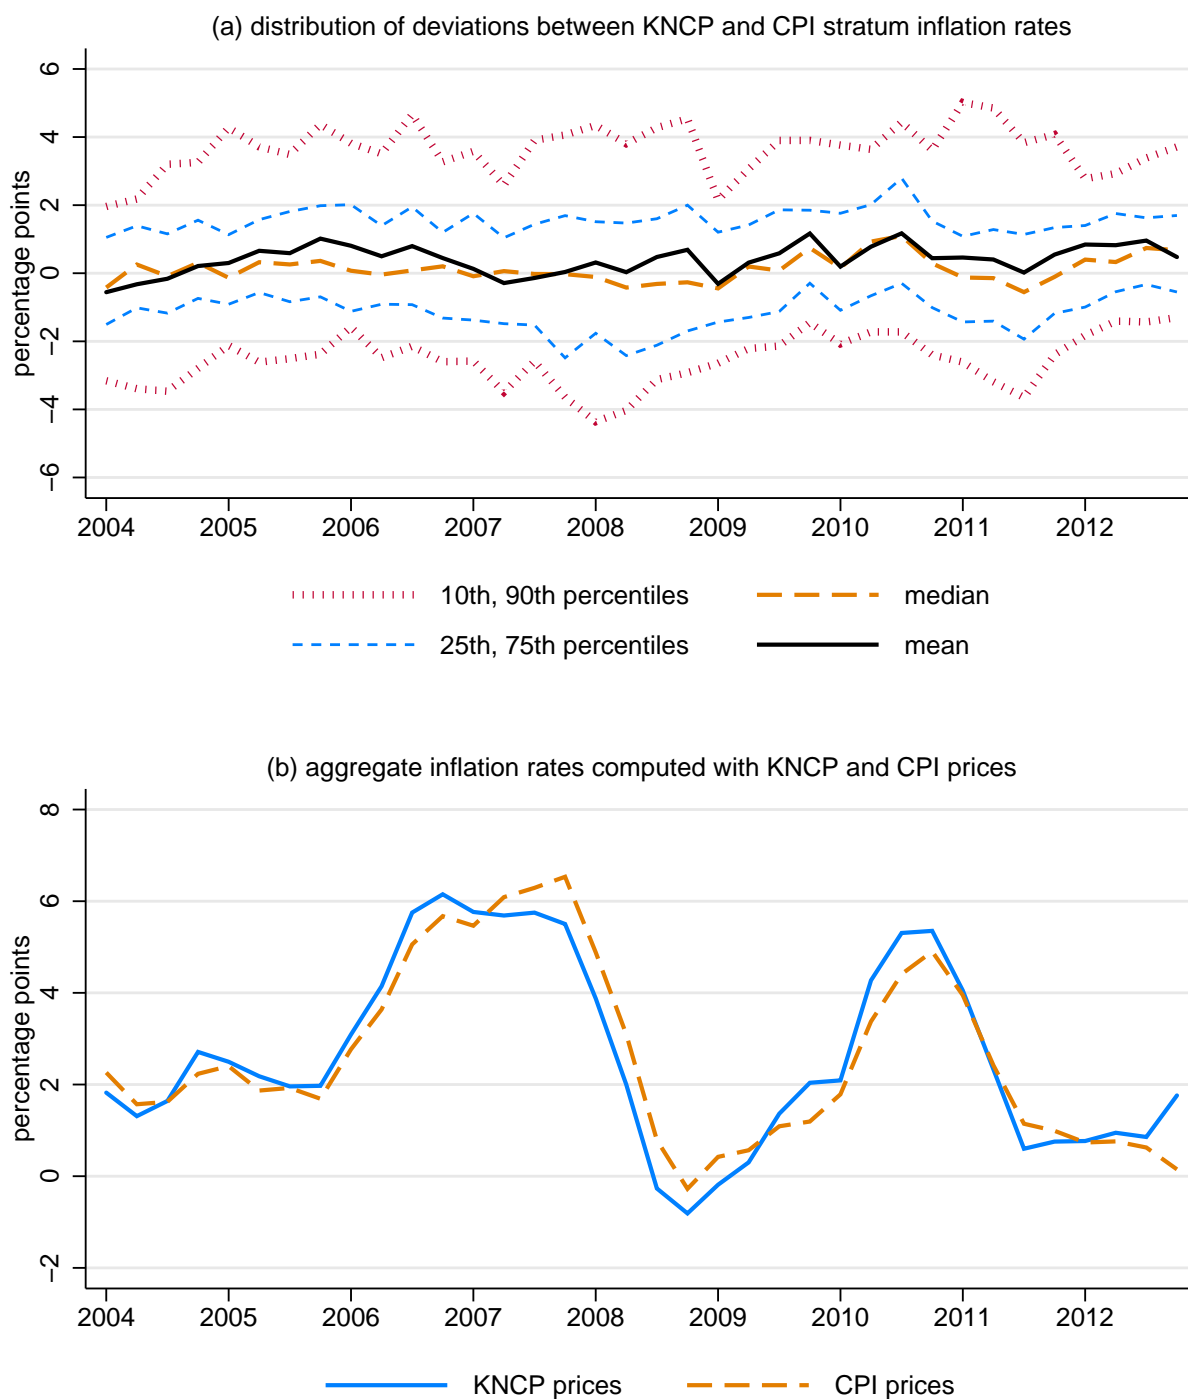 (a) distribution of deviations between KNCP and CPI stratum inflation rates
percentage points
6
4
2
0
−2
−4
−6
2004 2005 2006 2007 2008 2009 2010 2011 2012
10th, 90th percentiles median
25th, 75th percentiles mean
(b) aggregate inflation rates computed with KNCP and CPI prices
percentage points
8
6
4
2
0
−2
2004 2005 2006 2007 2008 2009 2010 2011 2012
KNCP prices CPI prices